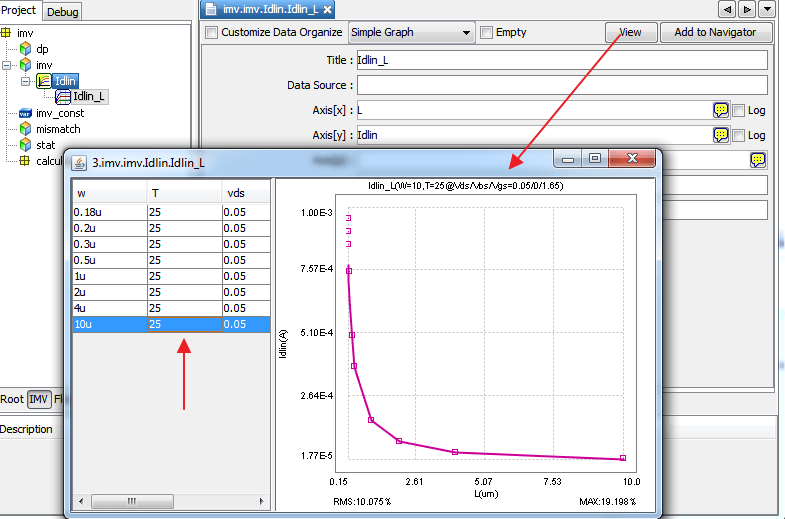 Project Debug
imv
dp
imv
Idlin
Idlin_L
imv_const
mismatch
stat
calcul
Root IMV Fl
Description
imv.imv.Idlin.Idlin_L
Customize Data Organize Simple Graph Empty View Add to Navigator
Title : Idlin_L
Data Source :
Axis[x] : L Log
Axis[y] : Idlin Log
3.imv.imv.Idlin.Idlin_L
w T vds
0.18u 25 0.05
0.2u 25 0.05
0.3u 25 0.05
0.5u 25 0.05
1u 25 0.05
2u 25 0.05
4u 25 0.05
10u 25 0.05
Idlin_L(W=10,T=25@Vds/Vbs/Vgs=0.05/0/1.65)
1.00E-3
7.57E-4
5.10E-4
2.64E-4
1.77E-5
Idlin(A)
0.15 2.61 5.07 7.53 10.0
L(um)
RMS:10.075% MAX:19.198%